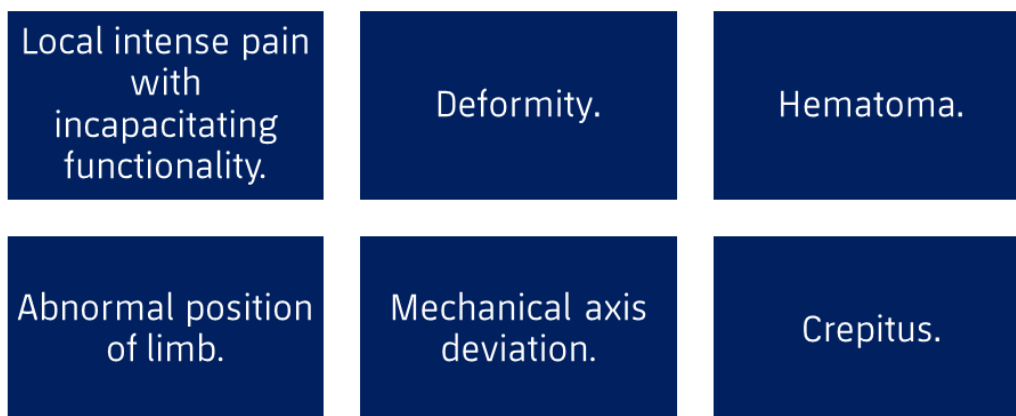 Local intense pain
with
incapacitating
functionality.
Deformity.
Hematoma.
Abnormal position
of limb.
Mechanical axis
deviation.
Crepitus.